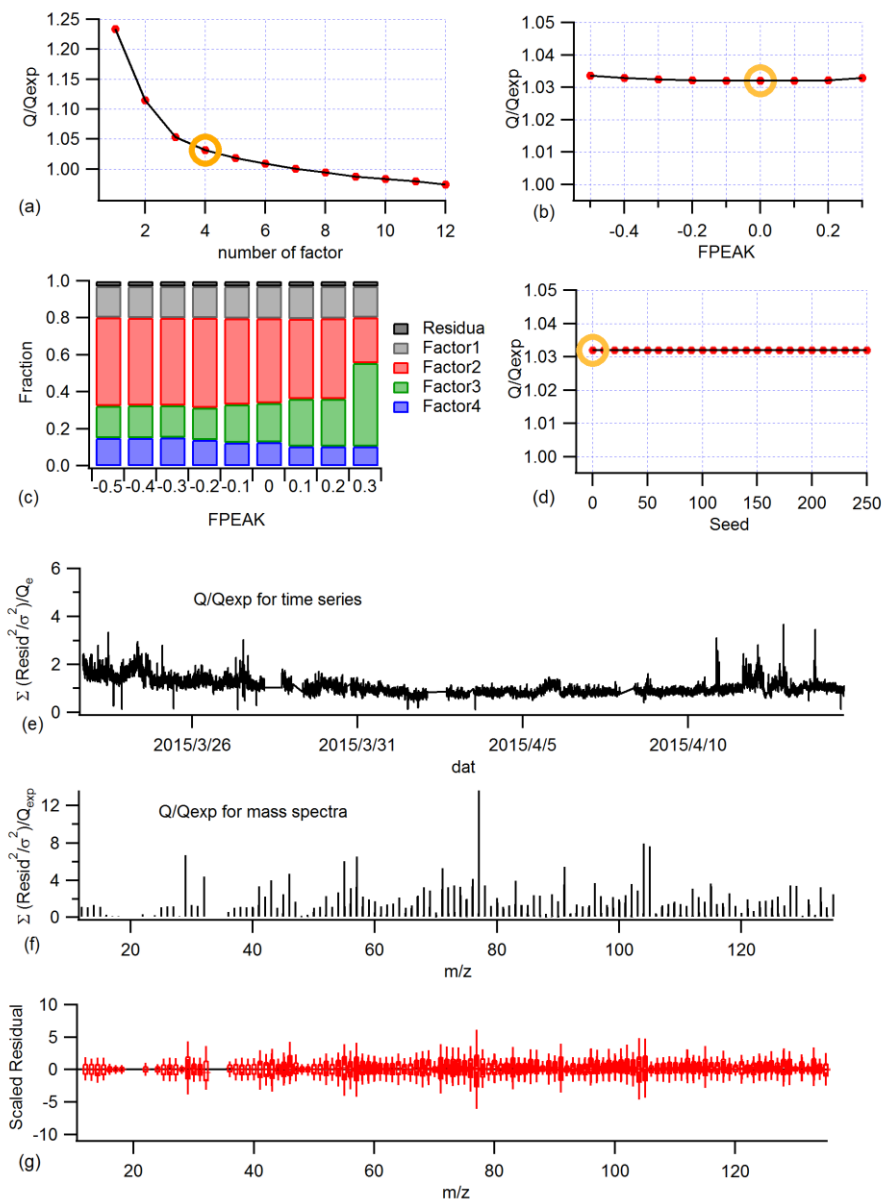 1.25
1.20
1.15
1.10
1.05
1.00
Q/Qexp
2 4 6 8 10 12
number of factor
(a)
1.05
1.04
1.03
1.02
1.01
1.00
Q/Qexp
-0.4 -0.2 0.0 0.2
FPEAK
(b)
1.0
0.8
0.6
0.4
0.2
0.0
Fraction
-0.5 -0.4 -0.3 -0.2 -0.1 0 0.1 0.2 0.3
FPEAK
(c)
Residua
Factor1
Factor2
Factor3
Factor4
1.05
1.04
1.03
1.02
1.01
1.00
Q/Qexp
0 50 100 150 200 250
Seed
(d)
6
4
2
0
Σ (Resid²/σ²)/Qₑ
Q/Qexp for time series
2015/3/26 2015/3/31 2015/4/5 2015/4/10
dat
(e)
12
8
4
0
Σ (Resid²/σ²)/Qexp
Q/Qexp for mass spectra
20 40 60 80 100 120
m/z
(f)
10
5
0
-5
-10
Scaled Residual
20 40 60 80 100 120
m/z
(g)